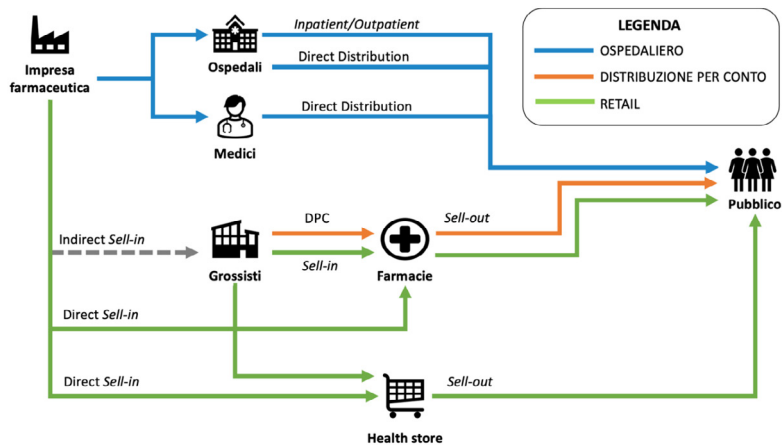 Impresa
farmaceutica
Ospedali
Inpatient/Outpatient
Direct Distribution
Medici
Direct Distribution
LEGENDA
OSPEDALIERO
DISTRIBUZIONE PER CONTO
RETAIL
Pubblico
Indirect Sell-in
Grossisti
DPC
Sell-in
Farmacie
Sell-out
Direct Sell-in
Direct Sell-in
Health store
Sell-out